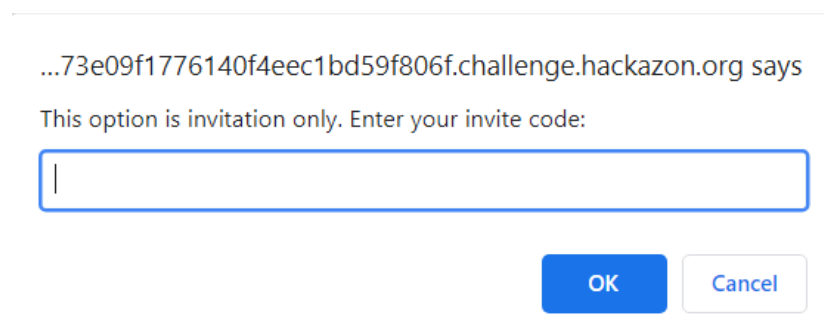 ...73e09f1776140f4eec1bd59f806f.challenge.hackazon.org says
This option is invitation only. Enter your invite code:
OK
Cancel